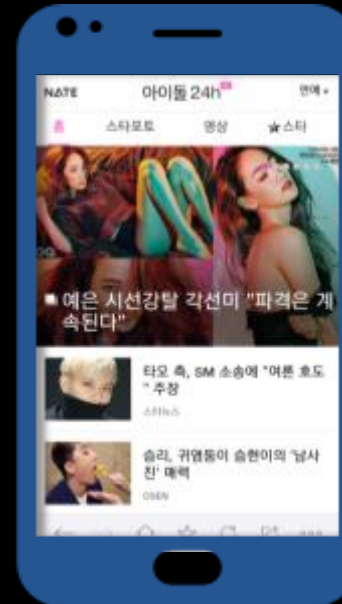 NATE
아이돌24h
연예
홈
스타포토
영상
스타
예은 시선강탈 각선미 "파격은 계
속된다"
타오 측, SM 소송에 "여론 호도
" 주장
스타뉴스
승리, 귀염둥이 승현이의 '남사
친' 매력
OSEN